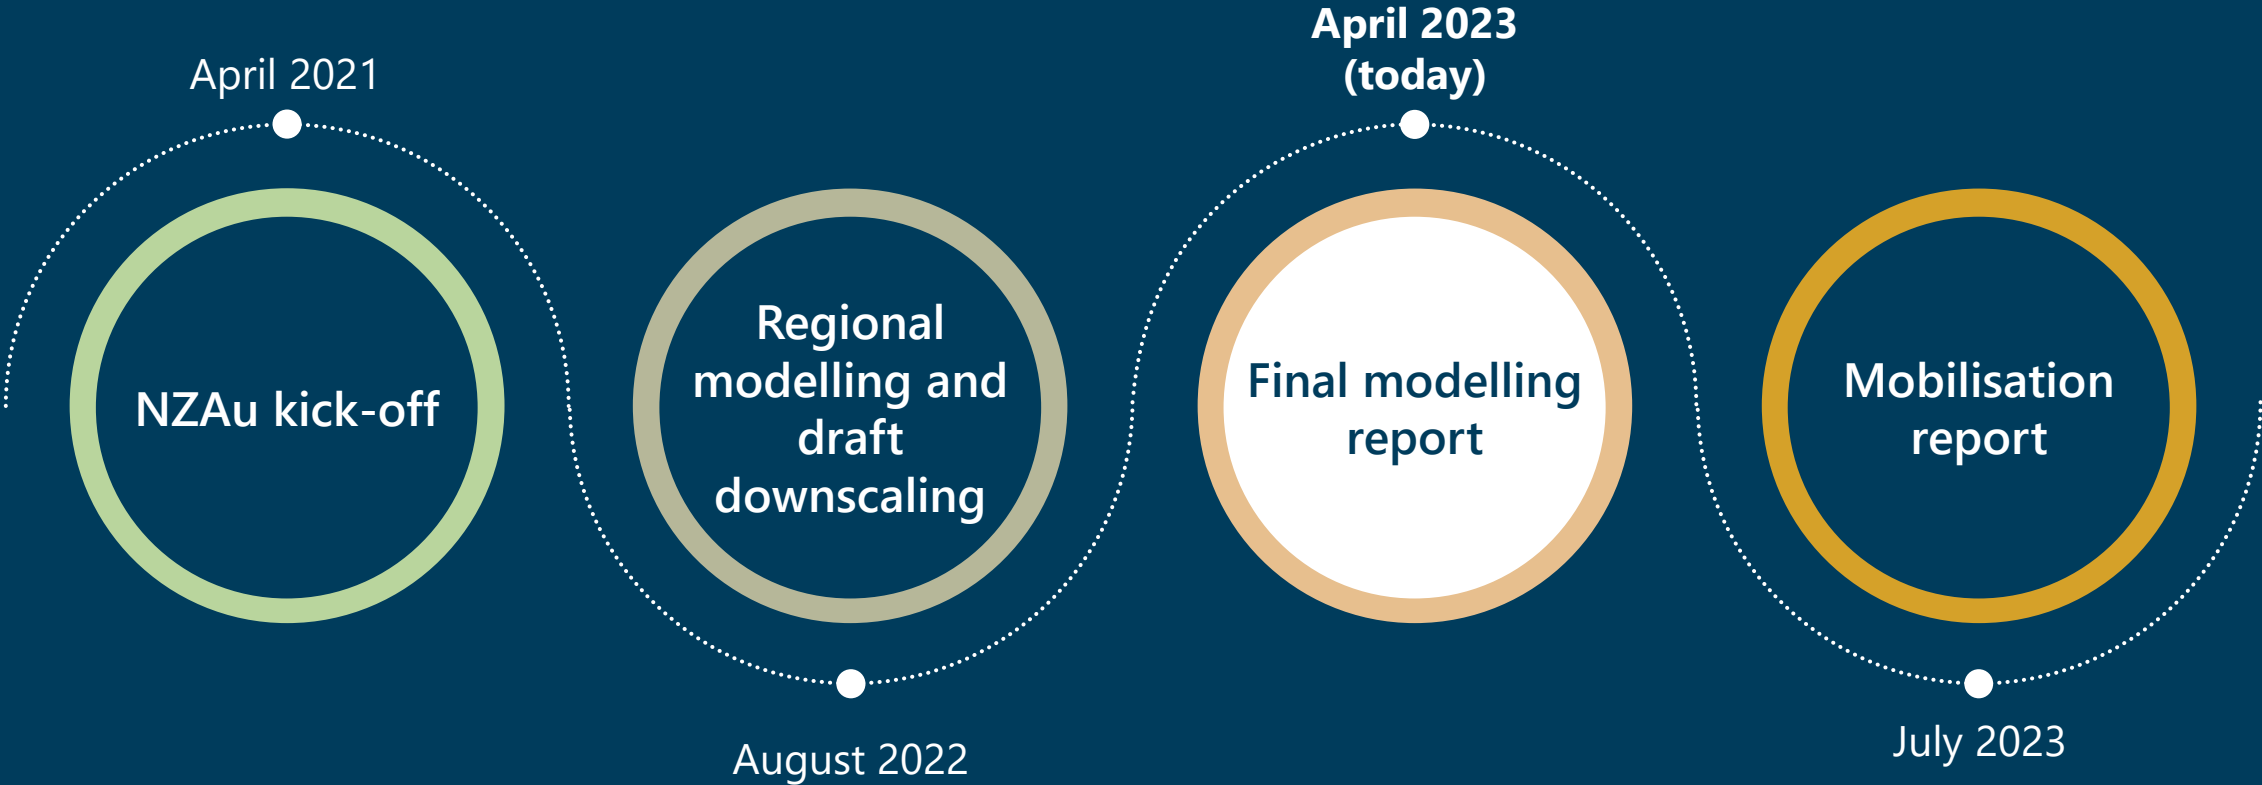 April 2021
NZAu kick-off
Regional
modelling and
draft
downscaling
August 2022
April 2023
(today)
Final modelling
report
Mobilisation
report
July 2023